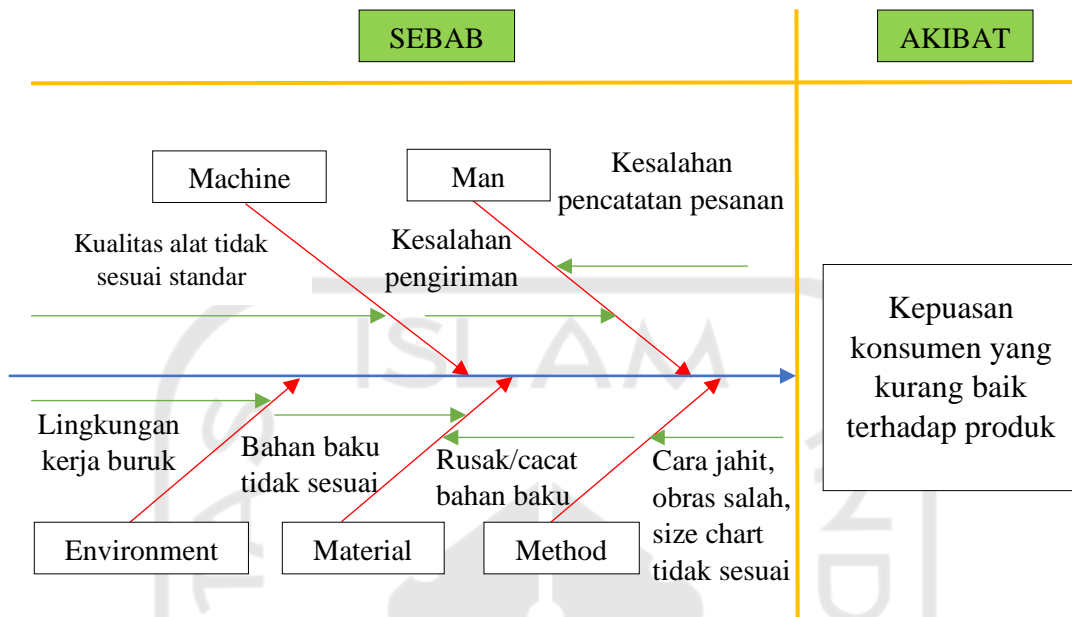 SEBAB
AKIBAT
Machine
Man
Kesalahan
pencatatan pesanan
Kualitas alat tidak
sesuai standar
Kesalahan
pengiriman
Kepuasan
konsumen yang
kurang baik
terhadap produk
ISLAM
Lingkungan
kerja buruk
Bahan baku
tidak sesuai
Rusak/cacat
bahan baku
Cara jahit,
obras salah,
size chart
tidak sesuai
Environment
Material
Method